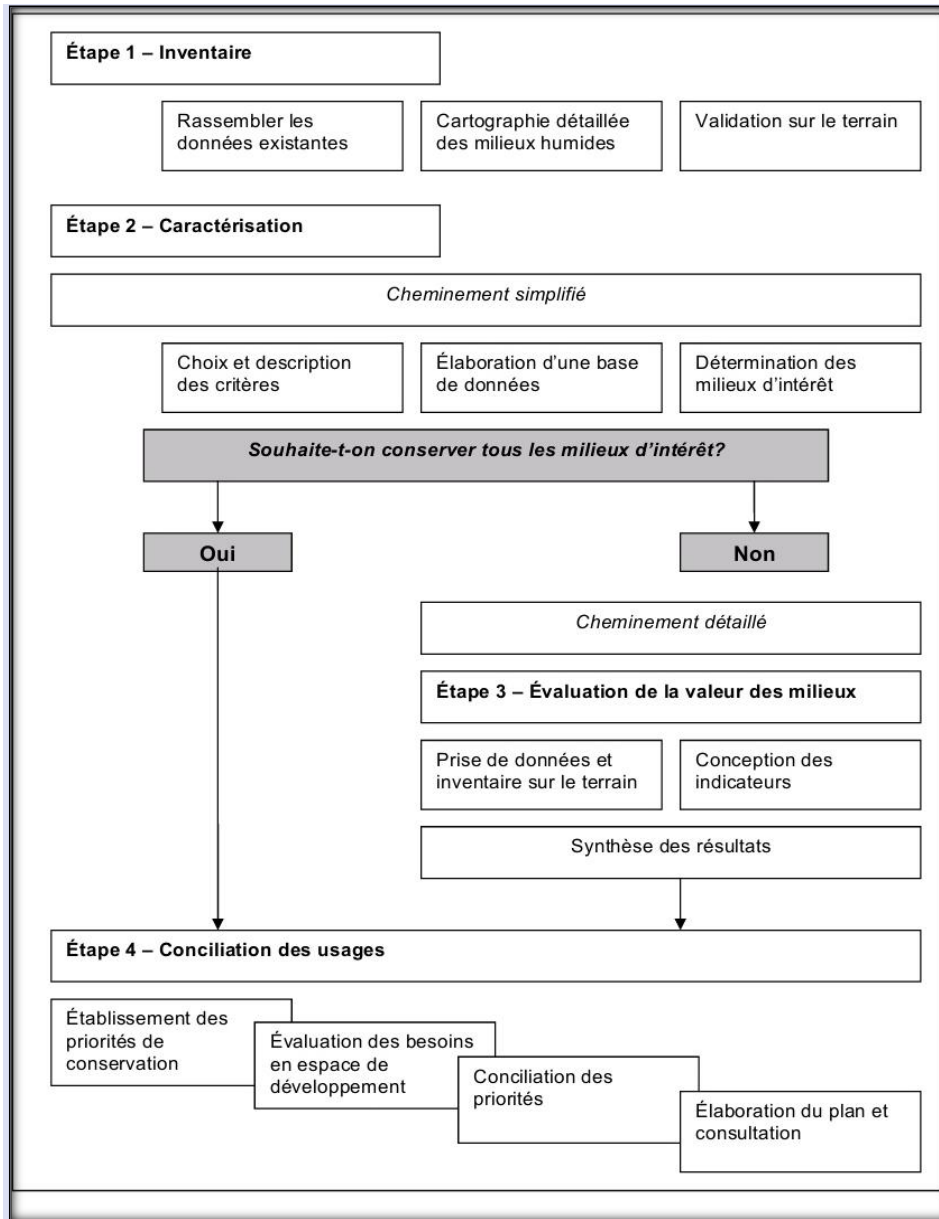 Étape 1 – Inventaire
Rassembler les
données existantes
Cartographie détaillée
des milieux humides
Validation sur le terrain
Étape 2 – Caractérisation
Cheminement simplifié
Choix et description
des critères
Élaboration d'une base
de données
Détermination des
milieux d'intérêt
Souhaite-t-on conserver tous les milieux d'intérêt?
Oui
Non
Cheminement détaillé
Étape 3 – Évaluation de la valeur des milieux
Prise de données et
inventaire sur le terrain
Conception des
indicateurs
Synthèse des résultats
Étape 4 – Conciliation des usages
Établissement des
priorités de
conservation
Évaluation des besoins
en espace de
développement
Conciliation des
priorités
Élaboration du plan et
consultation